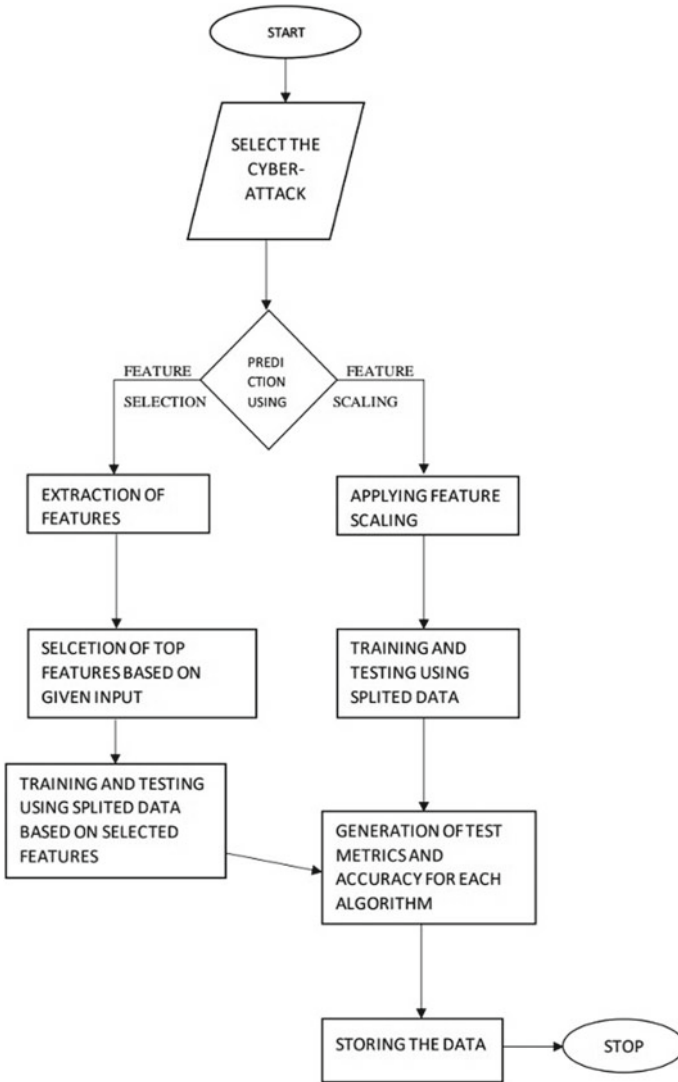 START
SELECT THE
CYBER-
ATTACK
PREDI
CTION
USING
FEATURE
SELECTION
FEATURE
SCALING
EXTRACTION OF
FEATURES
APPLYING FEATURE
SCALING
SELCETION OF TOP
FEATURES BASED ON
GIVEN INPUT
TRAINING AND
TESTING USING
SPLITED DATA
TRAINING AND TESTING
USING SPLITED DATA
BASED ON SELECTED
FEATURES
GENERATION OF TEST
METRICS AND
ACCURACY FOR EACH
ALGORITHM
STORING THE DATA
STOP